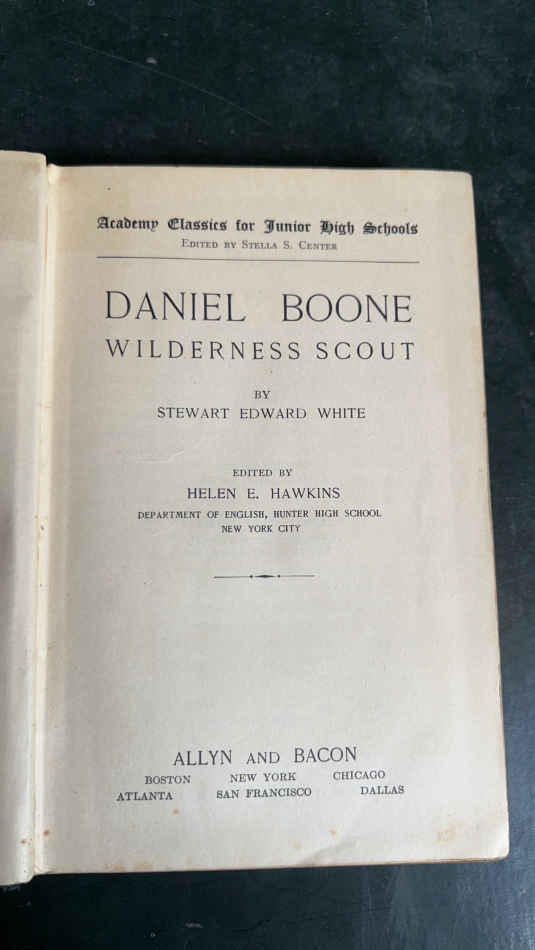 Academy Classics for Junior High Schools
EDITED BY STELLA S. CENTER
DANIEL BOONE
WILDERNESS SCOUT
BY
STEWART EDWARD WHITE
EDITED BY
HELEN E. HAWKINS
DEPARTMENT OF ENGLISH, HUNTER HIGH SCHOOL
NEW YORK CITY
ALLYN AND BACON
BOSTON NEW YORK CHICAGO
ATLANTA SAN FRANCISCO DALLAS